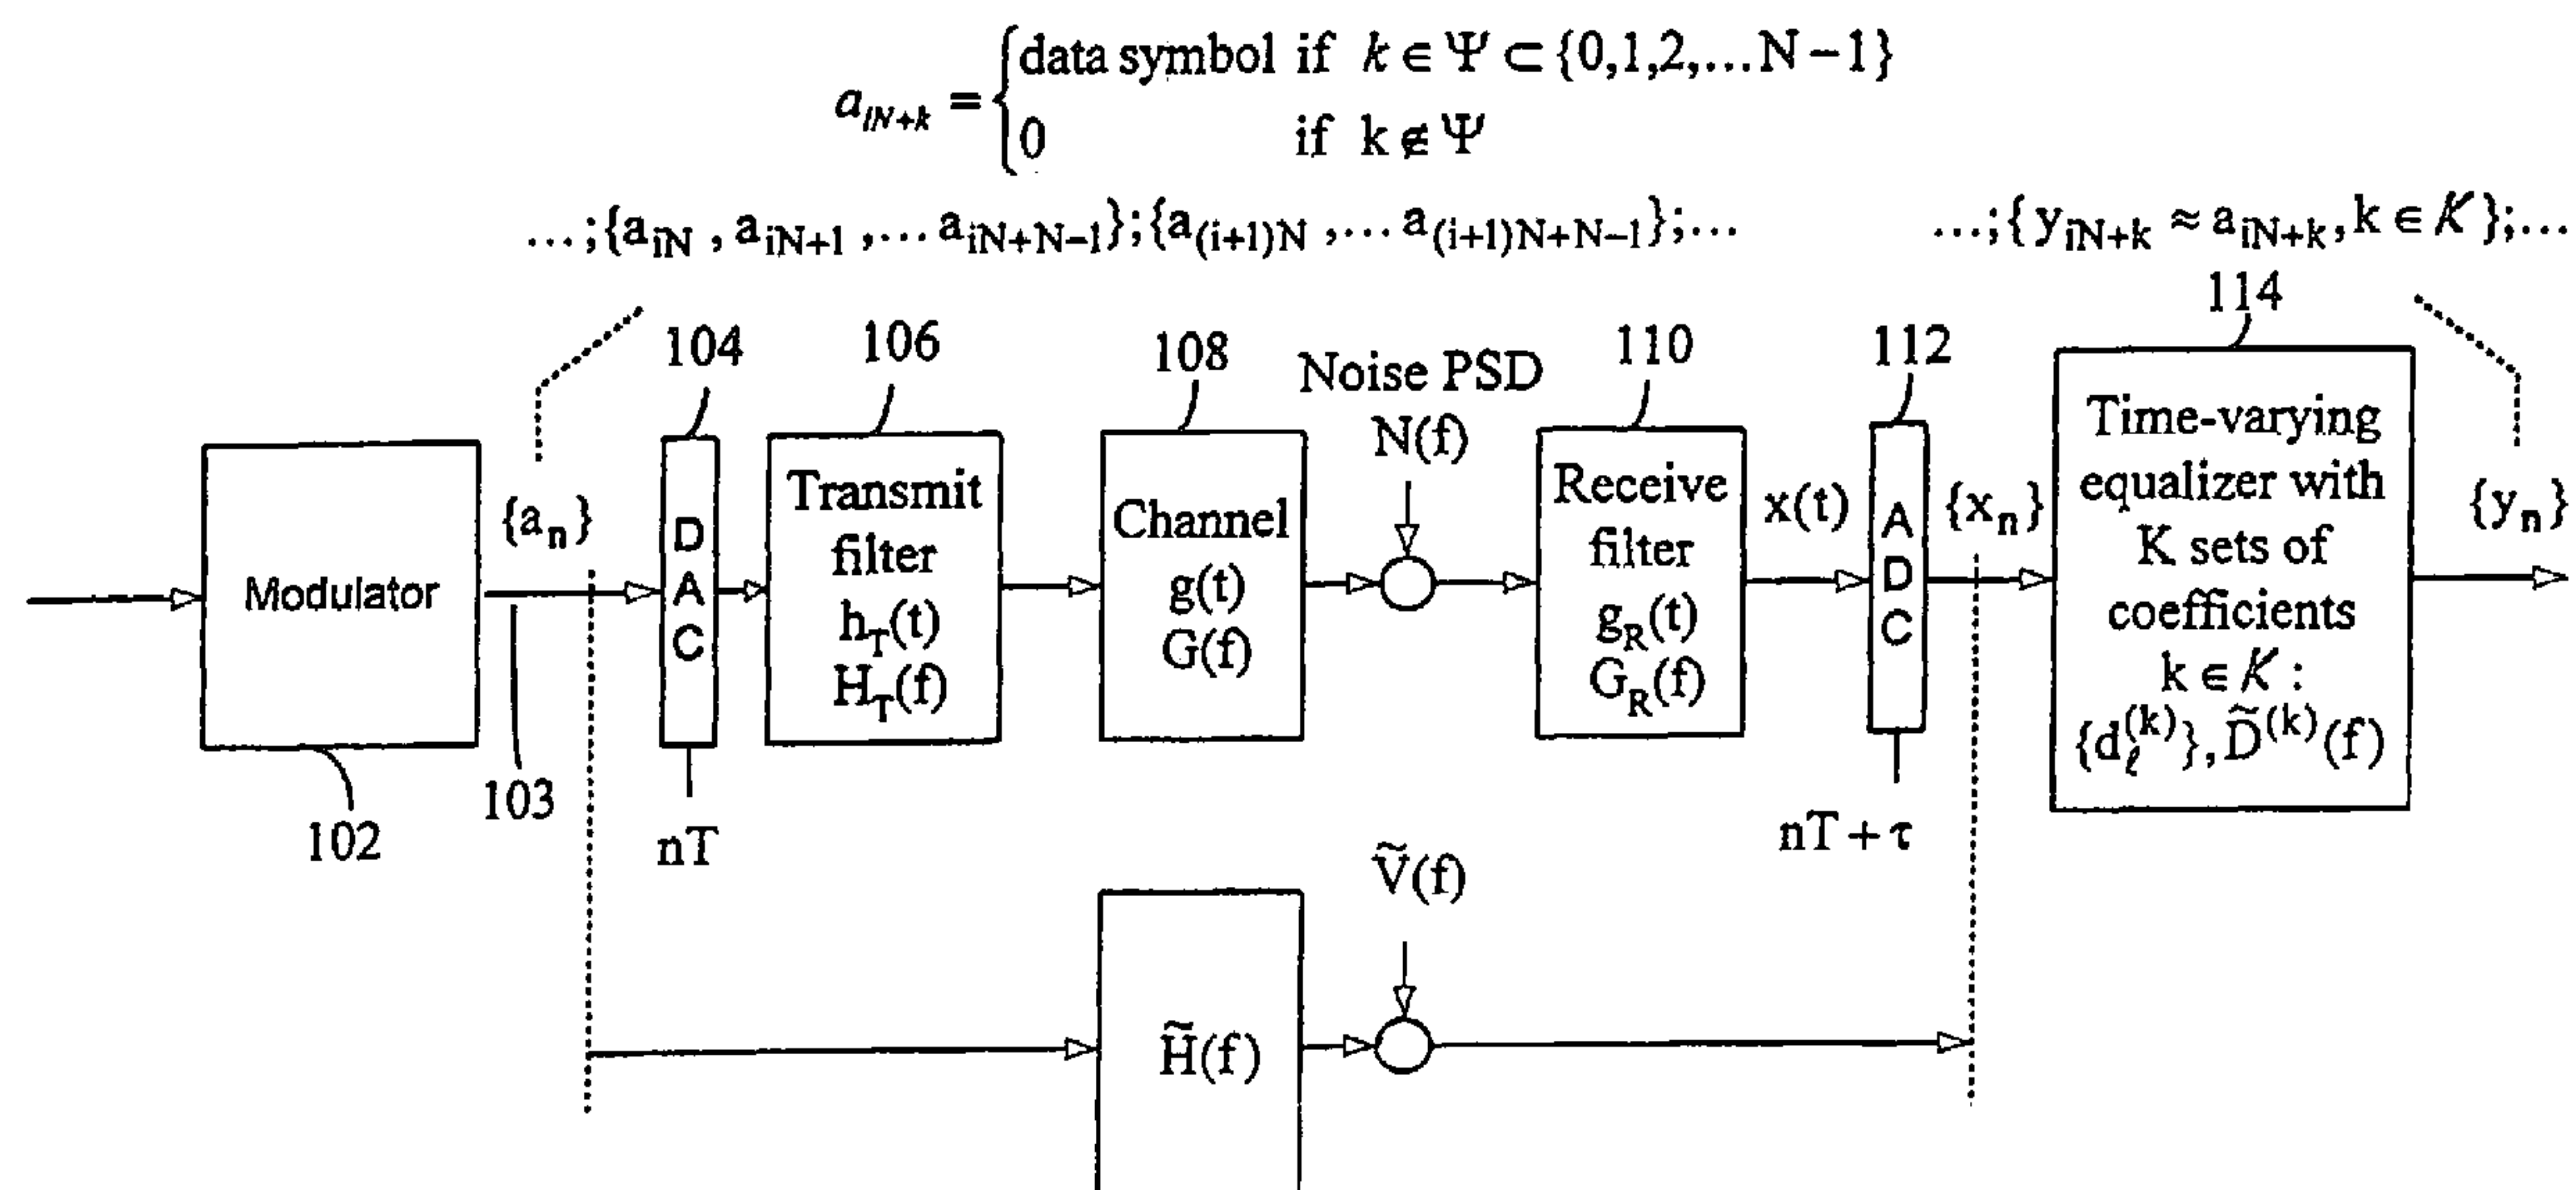 a_{iN+k} = { data symbol if k ∈ Ψ ⊂ {0,1,2,...N−1}
0 if k ∉ Ψ
...;{a_{iN} , a_{iN+1} ,... a_{iN+N−1}};{a_{(i+1)N} ,... a_{(i+1)N+N−1}};...
...;{y_{iN+k} ≈ a_{iN+k}, k ∈ K};...
102
Modulator
103
{a_n}
104
D
A
C
nT
106
Transmit
filter
h_T(t)
H_T(f)
108
Channel
g(t)
G(f)
Noise PSD
N(f)
110
Receive
filter
g_R(t)
G_R(f)
x(t)
112
A
D
C
nT + τ
{x_n}
114
Time-varying
equalizer with
K sets of
coefficients
k ∈ K :
{d_ℓ^{(k)}}, D̃^{(k)}(f)
{y_n}
H̃(f)
Ṽ(f)